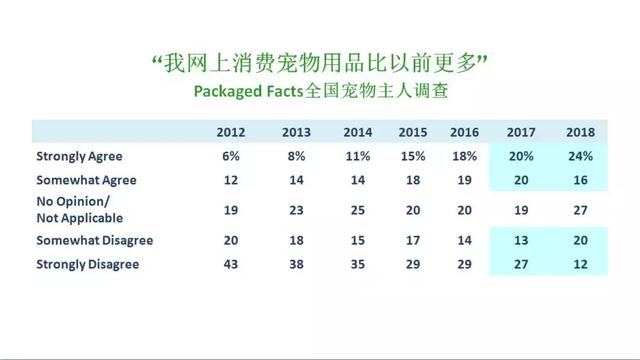 “我网上消费宠物用品比以前更多”
Packaged Facts全国宠物主人调查
2012 2013 2014 2015 2016 2017 2018
Strongly Agree 6% 8% 11% 15% 18% 20% 24%
Somewhat Agree 12 14 14 18 19 20 16
No Opinion/
Not Applicable 19 23 25 20 20 19 27
Somewhat Disagree 20 18 15 17 14 13 20
Strongly Disagree 43 38 35 29 29 27 12